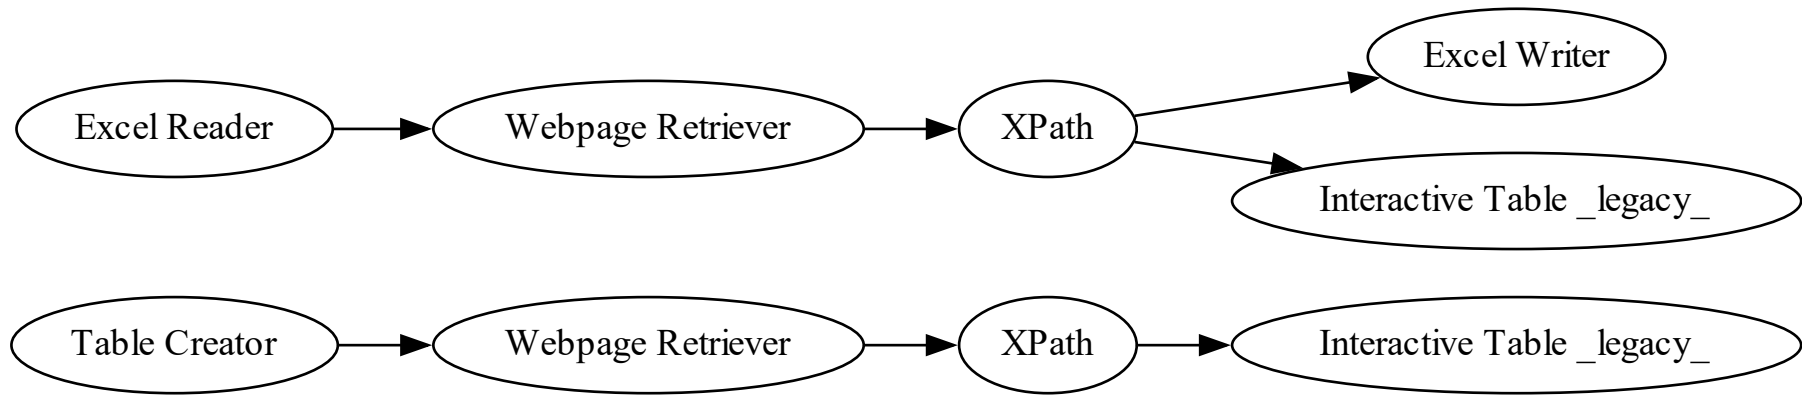 Excel Writer
Excel Reader
Webpage Retriever
XPath
Interactive Table _legacy_
Table Creator
Webpage Retriever
XPath
Interactive Table _legacy_